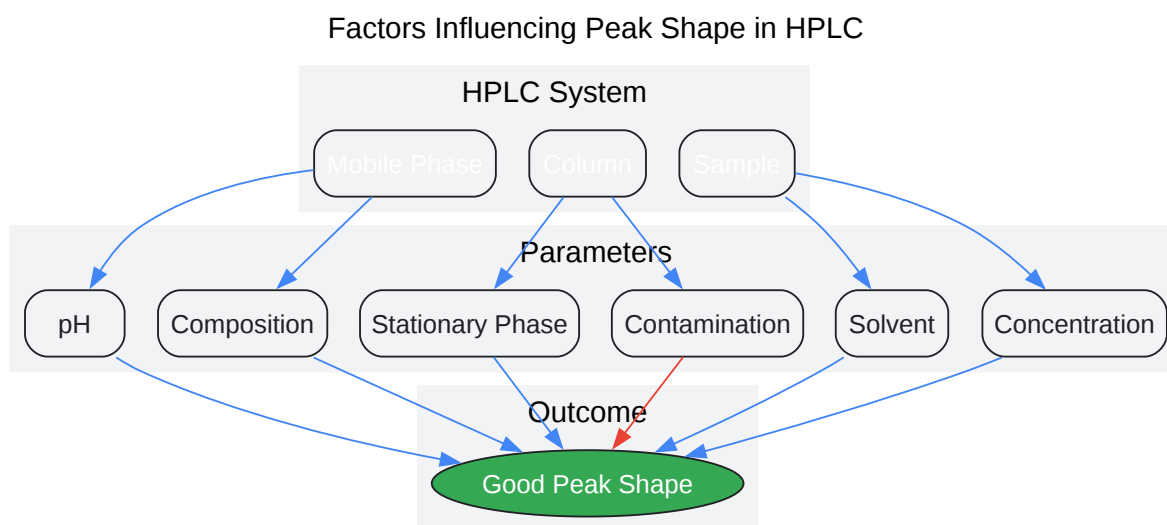 Factors Influencing Peak Shape in HPLC
HPLC System
Mobile Phase
Column
Sample
Parameters
pH
Composition
Stationary Phase
Contamination
Solvent
Concentration
Outcome
Good Peak Shape